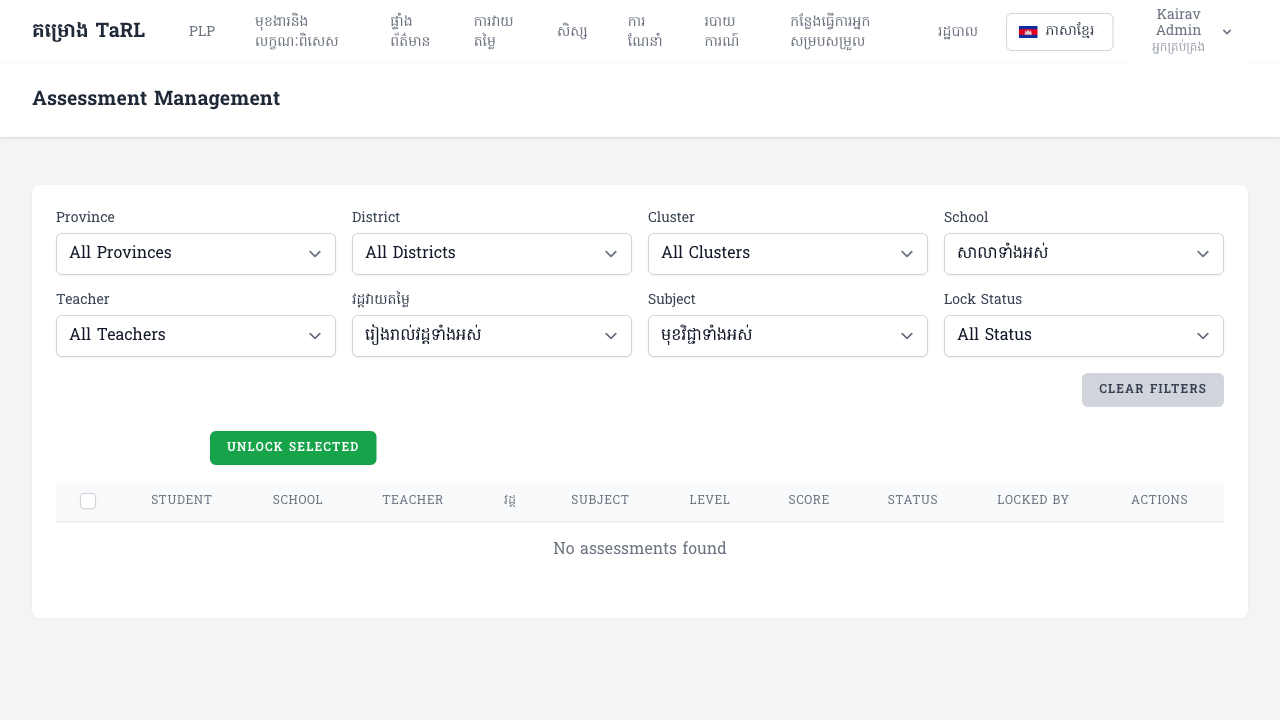 គម្រោង TaRL
PLP
មុខងារនិង
លក្ខណៈពិសេស
ផ្ទាំង
ព័ត៌មាន
ការវាយ
តម្លៃ
សិស្ស
ការ
ណែនាំ
របាយ
ការណ៍
កន្លែងធ្វើការអ្នក
សម្របសម្រួល
រដ្ឋបាល
ភាសាខ្មែរ
Kairav
Admin
អ្នកគ្រប់គ្រង
Assessment Management
Province
District
Cluster
School
All Provinces
All Districts
All Clusters
សាលាទាំងអស់
Teacher
វដ្តវាយតម្លៃ
Subject
Lock Status
All Teachers
រៀងរាល់វដ្តទាំងអស់
មុខវិជ្ជាទាំងអស់
All Status
CLEAR FILTERS
UNLOCK SELECTED
STUDENT
SCHOOL
TEACHER
វដ្ត
SUBJECT
LEVEL
SCORE
STATUS
LOCKED BY
ACTIONS
No assessments found